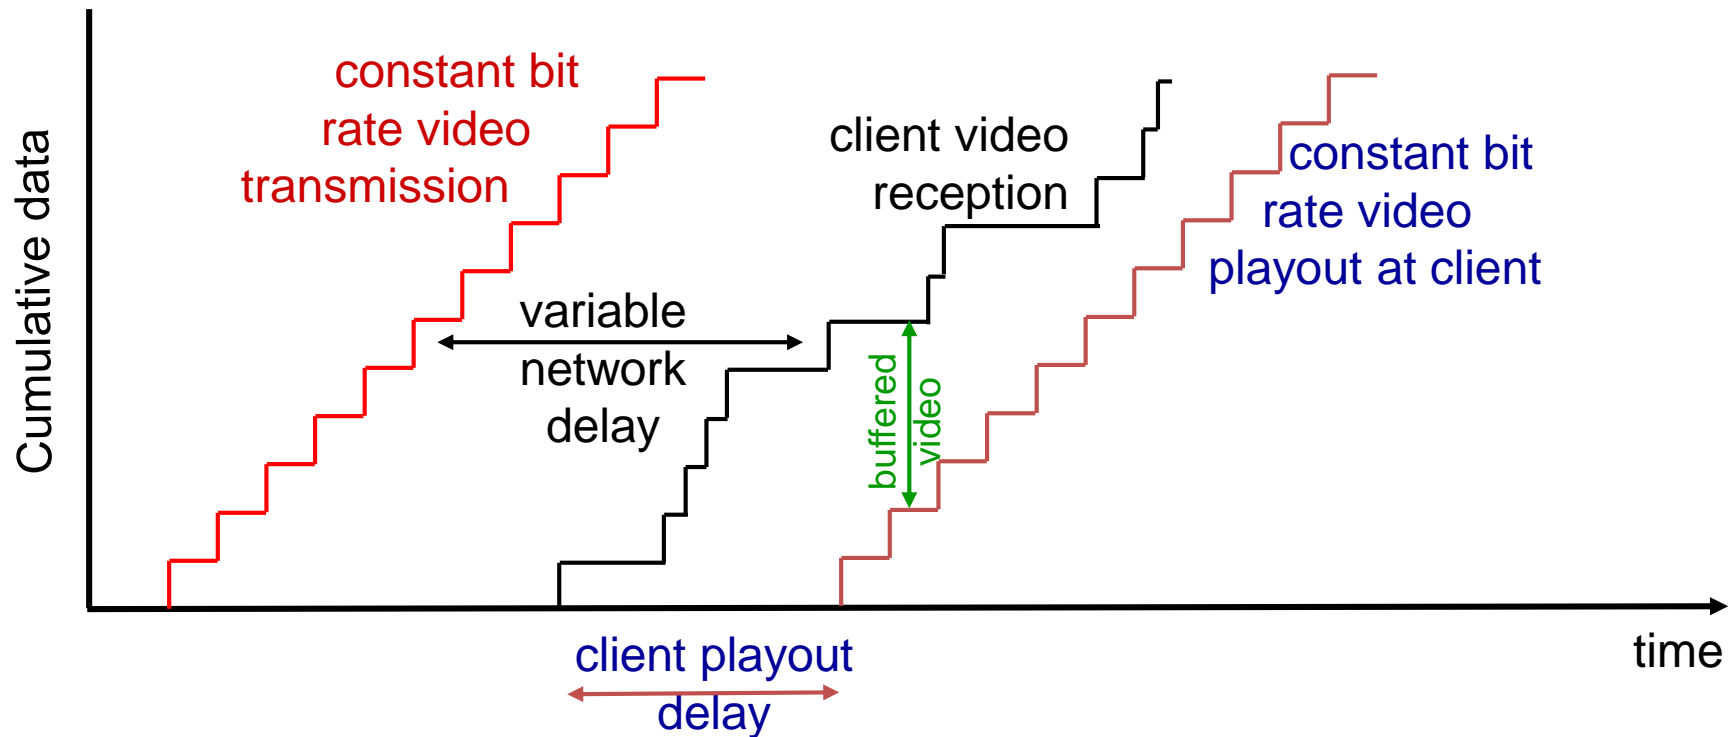 constant bit
rate video
transmission
client video
reception
constant bit
rate video
playout at client
Cumulative data
variable
network
delay
buffered
video
time
client playout
delay